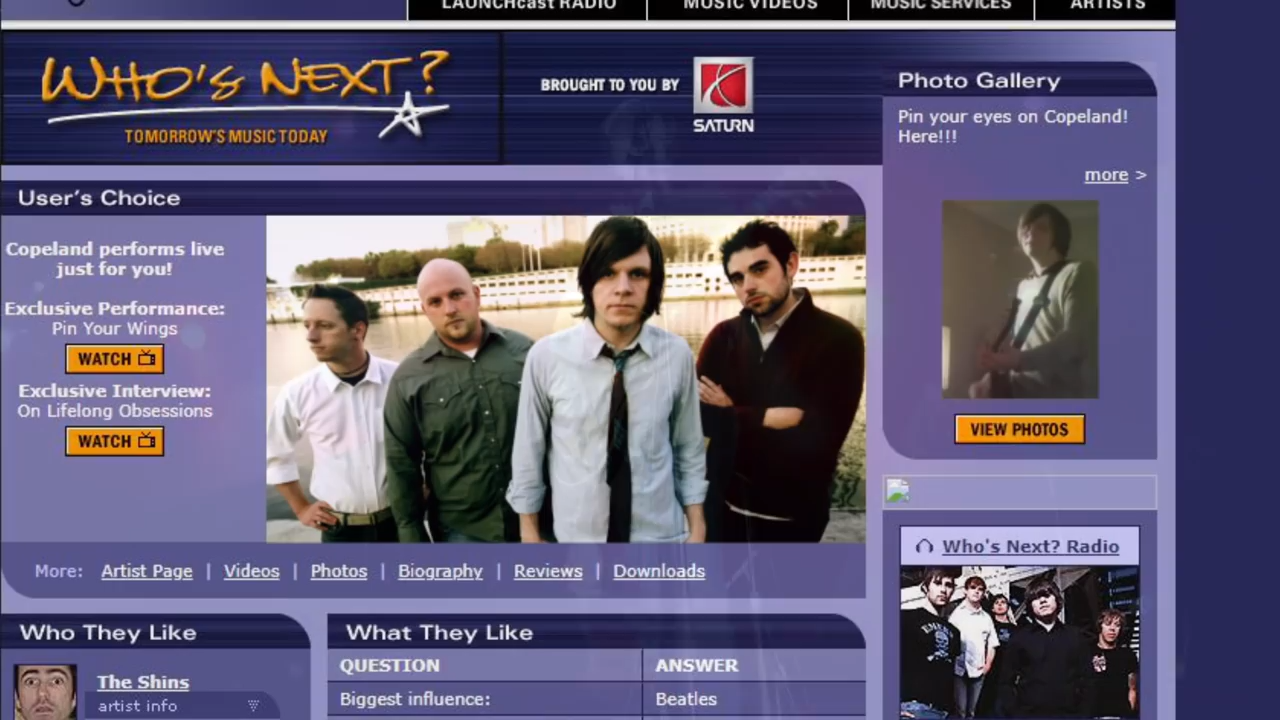 LAUNCHcast RADIO
MUSIC VIDEOS
MUSIC SERVICES
ARTISTS
WHO'S NEXT?
TOMORROW'S MUSIC TODAY
BROUGHT TO YOU BY
SATURN
Photo Gallery
Pin your eyes on Copeland!
Here!!!
more >
VIEW PHOTOS
User's Choice
Copeland performs live
just for you!
Exclusive Performance:
Pin Your Wings
WATCH
Exclusive Interview:
On Lifelong Obsessions
WATCH
More: Artist Page | Videos | Photos | Biography | Reviews | Downloads
Who's Next? Radio
Who They Like
The Shins
artist info
What They Like
QUESTION ANSWER
Biggest influence: Beatles